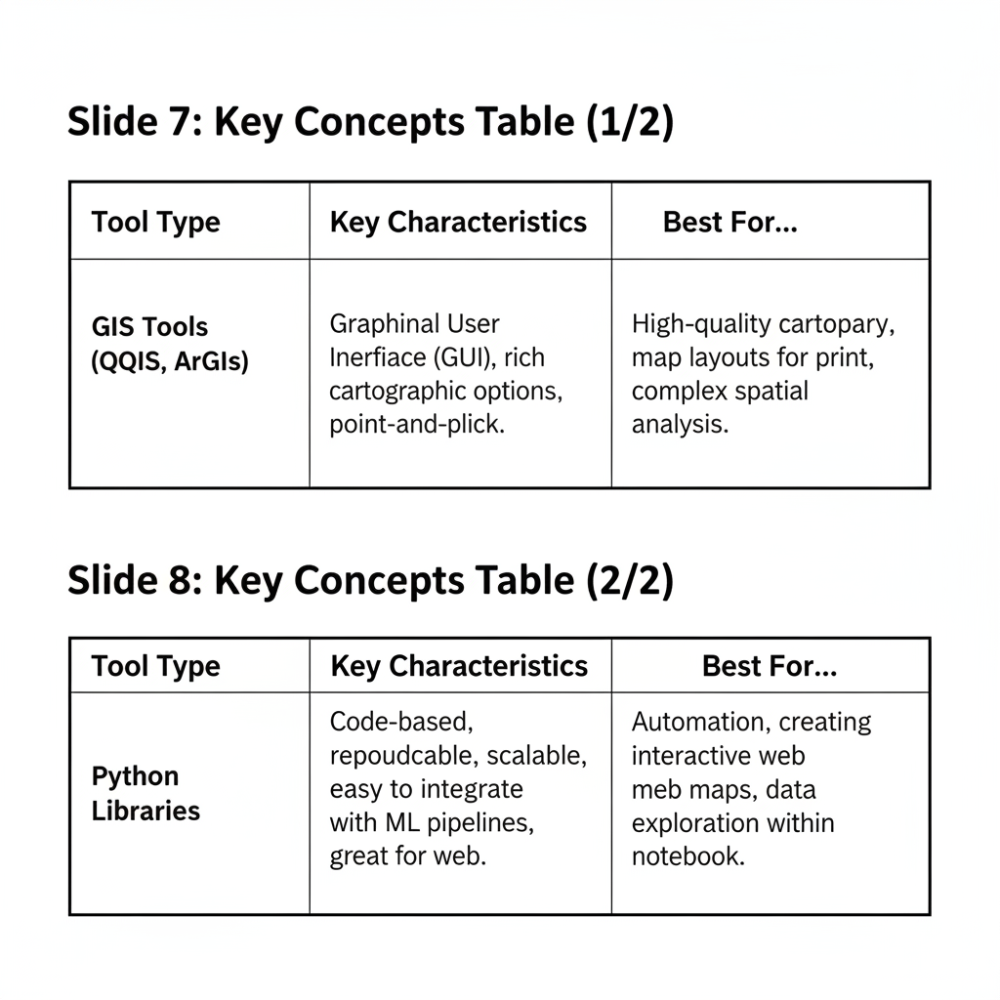 Slide 7: Key Concepts Table (1/2)
Tool Type
Key Characteristics
Best For...
GIS Tools
(QQIS, ArGIs)
Graphinal User
Inerfiace (GUI), rich
cartographic options,
point-and-plick.
High-quality cartopary,
map layouts for print,
complex spatial
analysis.
Slide 8: Key Concepts Table (2/2)
Tool Type
Key Characteristics
Best For...
Python
Libraries
Code-based,
repoudcable, scalable,
easy to integrate
with ML pipelines,
great for web.
Automation, creating
interactive web
meb maps, data
exploration within
notebook.